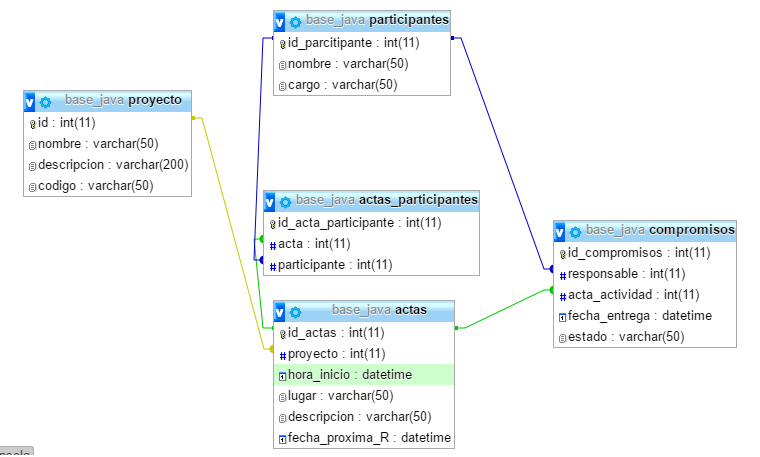 base_java participantes
id_parcitipante : int(11)
nombre : varchar(50)
cargo : varchar(50)
base_java proyecto
id : int(11)
nombre : varchar(50)
descripcion : varchar(200)
codigo : varchar(50)
base_java actas_participantes
id_acta_participante : int(11)
acta : int(11)
participante : int(11)
base_java compromisos
id_compromisos : int(11)
responsable : int(11)
acta_actividad : int(11)
fecha_entrega : datetime
estado : varchar(50)
base_java actas
id_actas : int(11)
proyecto : int(11)
hora_inicio : datetime
lugar : varchar(50)
descripcion : varchar(50)
fecha_proxima_R : datetime